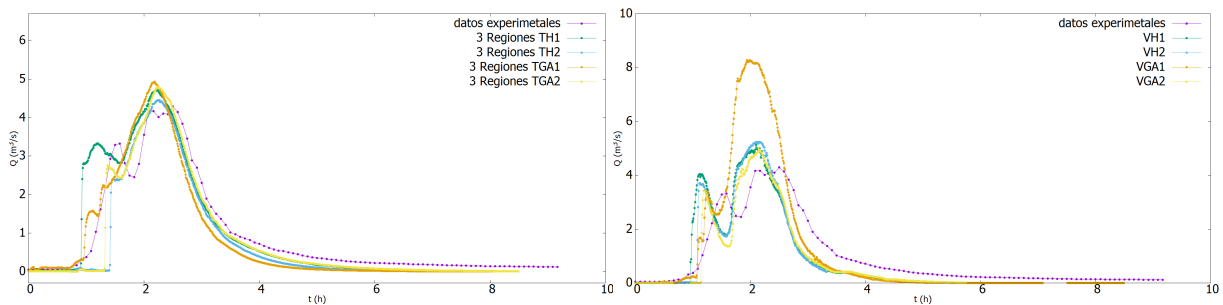 datos experimetales
3 Regiones TH1
3 Regiones TH2
3 Regiones TGA1
3 Regiones TGA2
Q (m³/s)
6
5
4
3
2
1
0
0 2 4 6 8 10
t (h)
datos experimetales
VH1
VH2
VGA1
VGA2
Q (m³/s)
10
8
6
4
2
0
0 2 4 6 8 10
t (h)